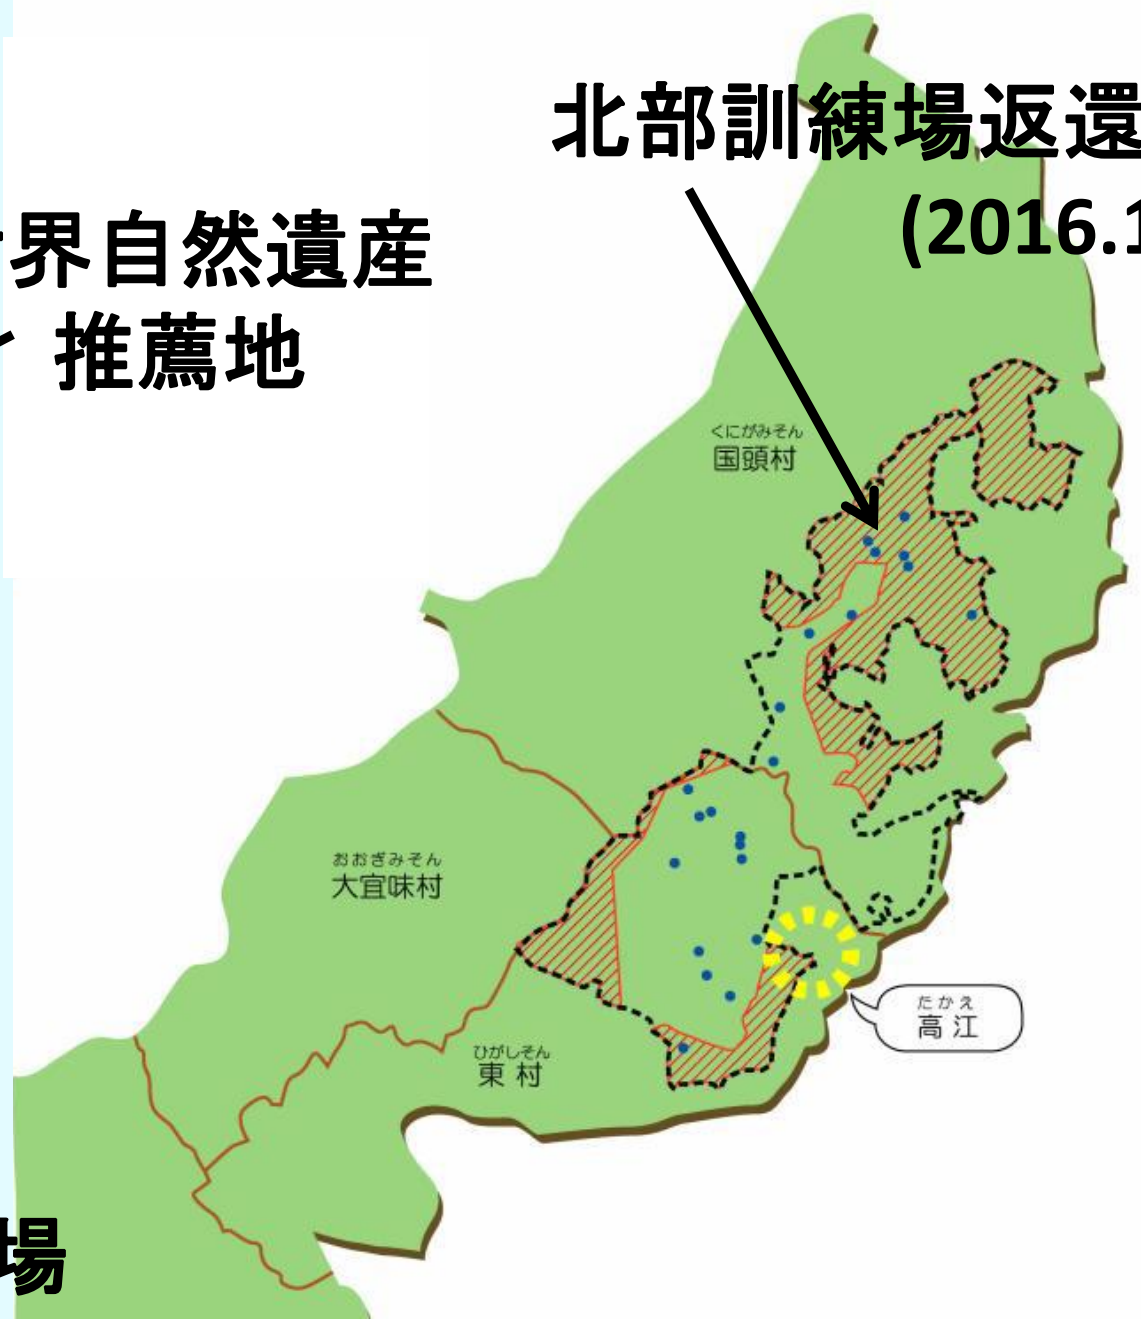 北部訓練場返還
(2016.1
界自然遺産
推薦地
くにがみそん
国頭村
おおぎみそん
大宜味村
たかえ
高江
ひがしそん
東村
場